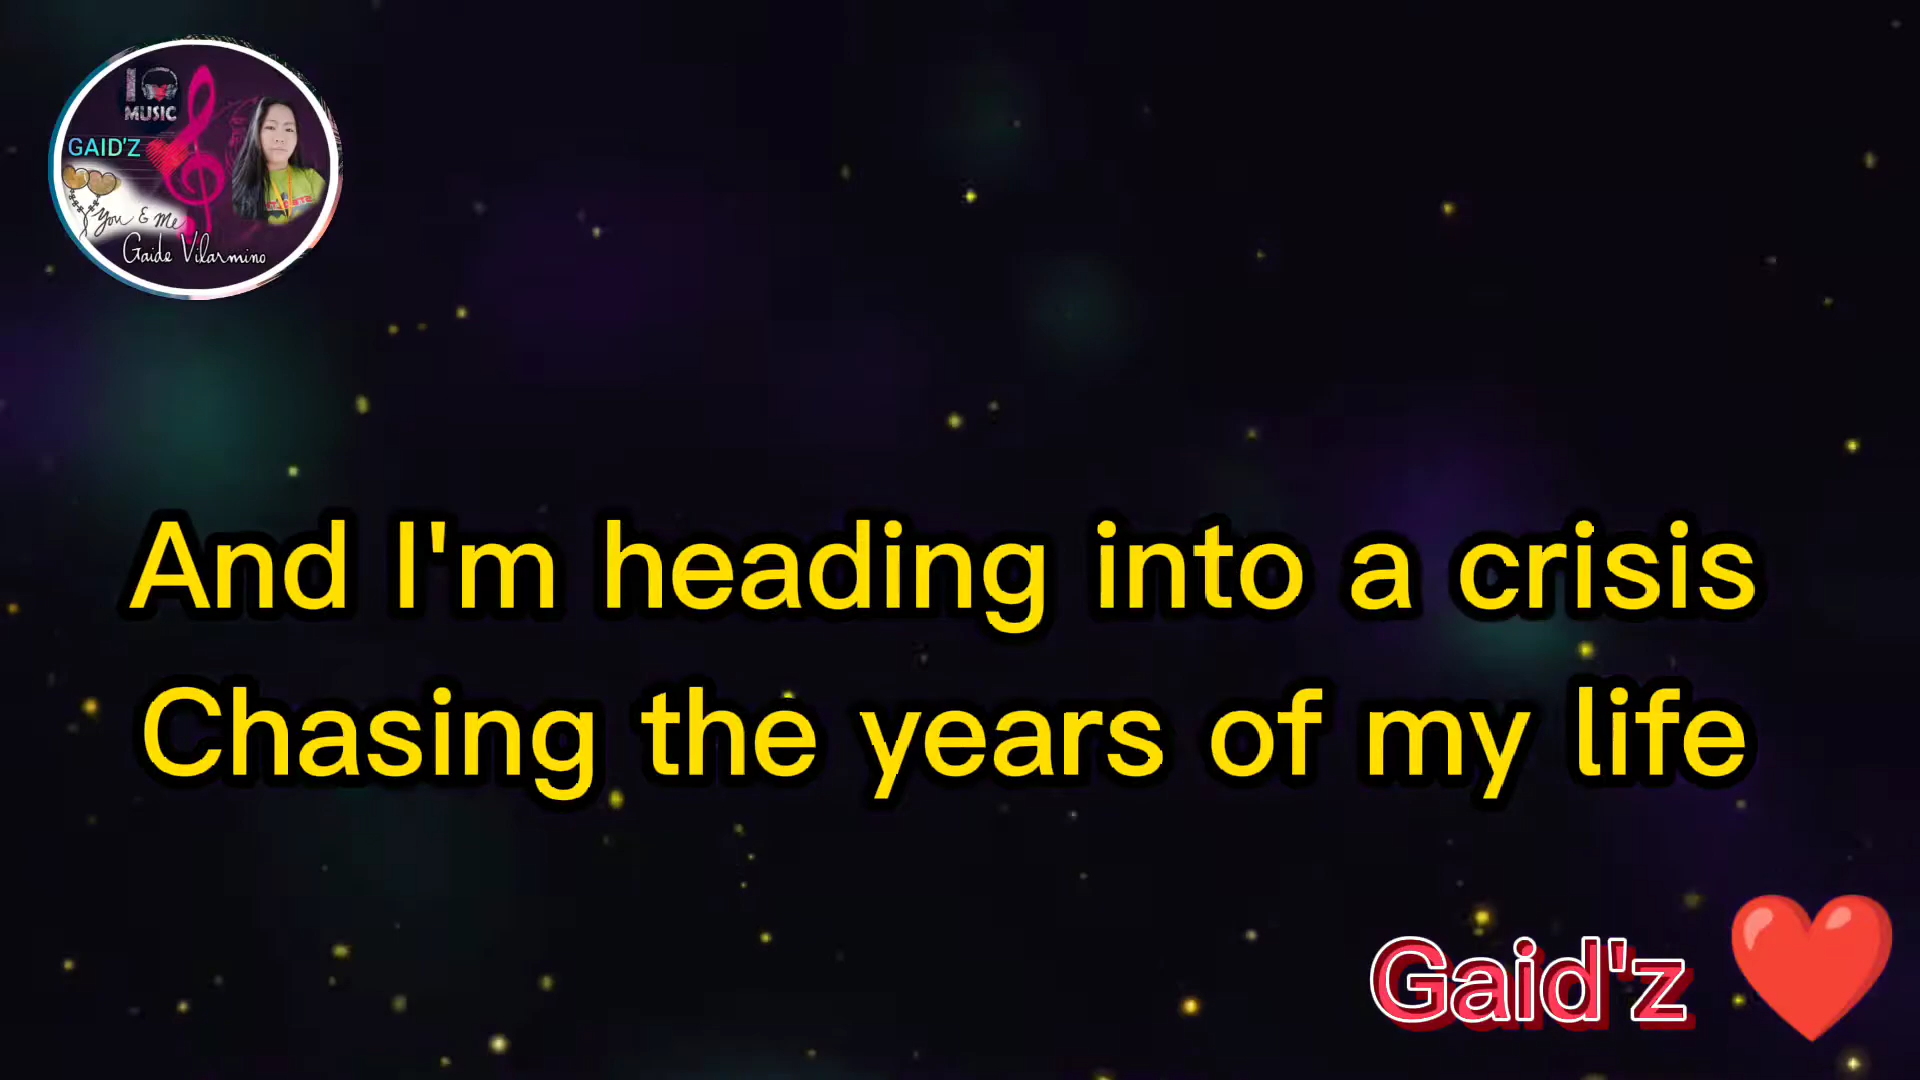 I
MUSIC
GAID'Z
You & Me
Gaide Vilarmino
And I'm heading into a crisis
Chasing the years of my life
Gaid'z